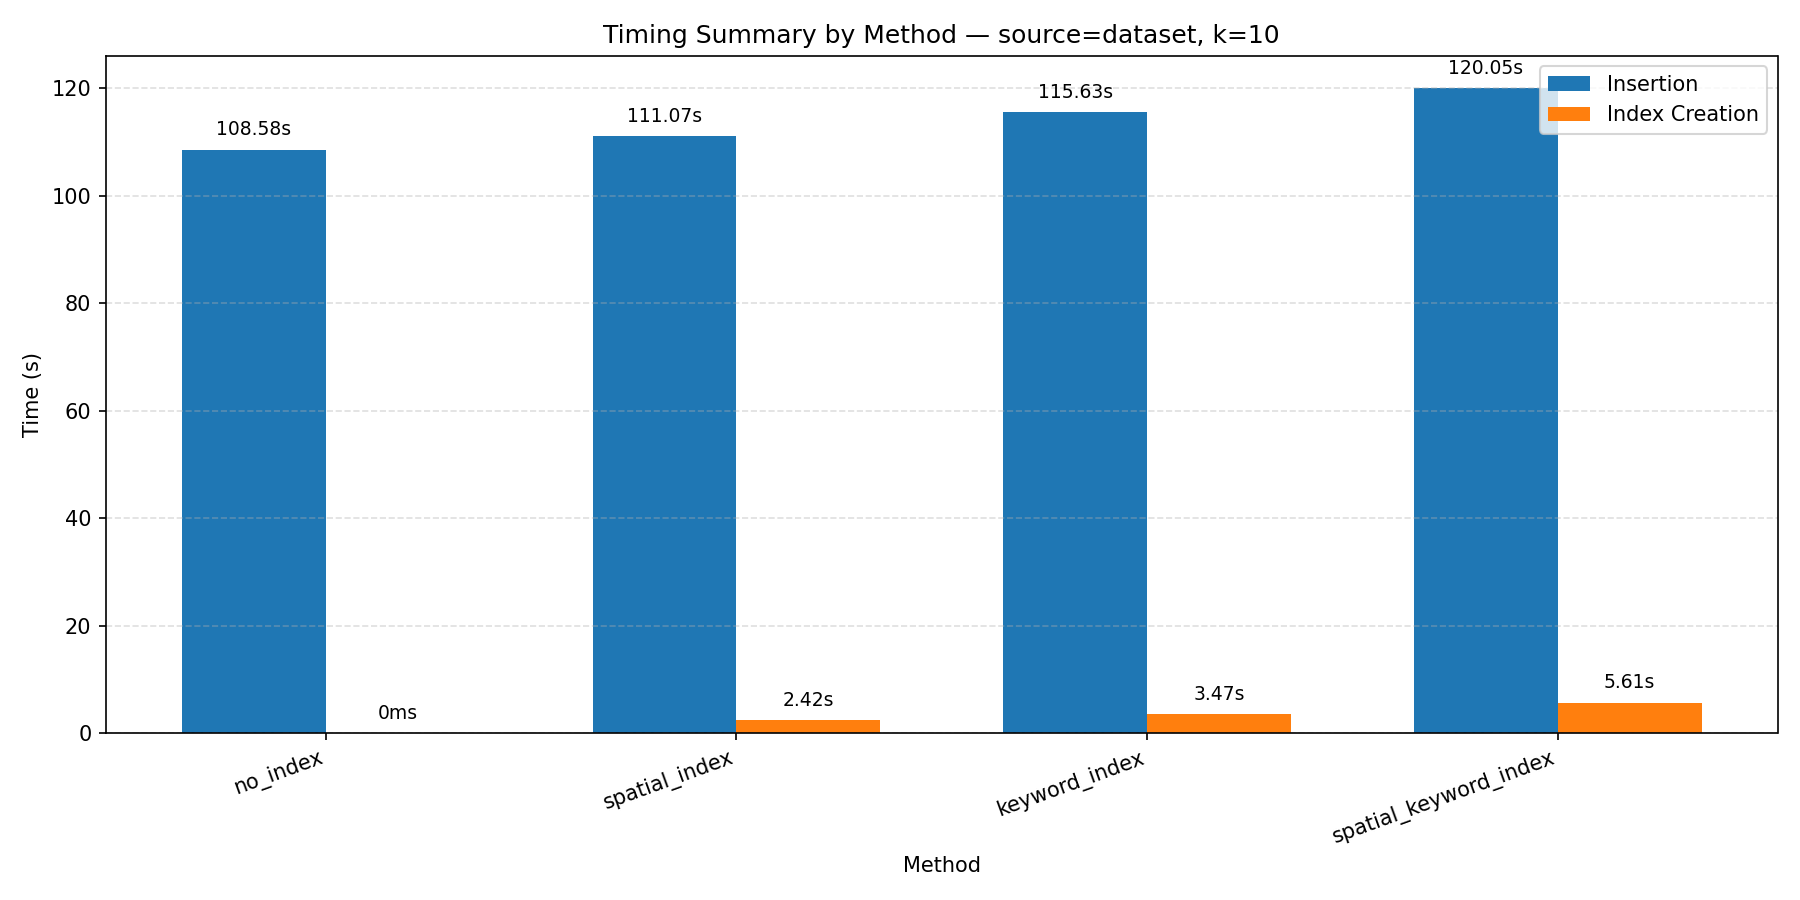 Timing Summary by Method — source=dataset, k=10
Time (s)
120
100
80
60
40
20
0
108.58s
0ms
111.07s
2.42s
115.63s
3.47s
120.05s
5.61s
Insertion
Index Creation
no_index
spatial_index
keyword_index
spatial_keyword_index
Method